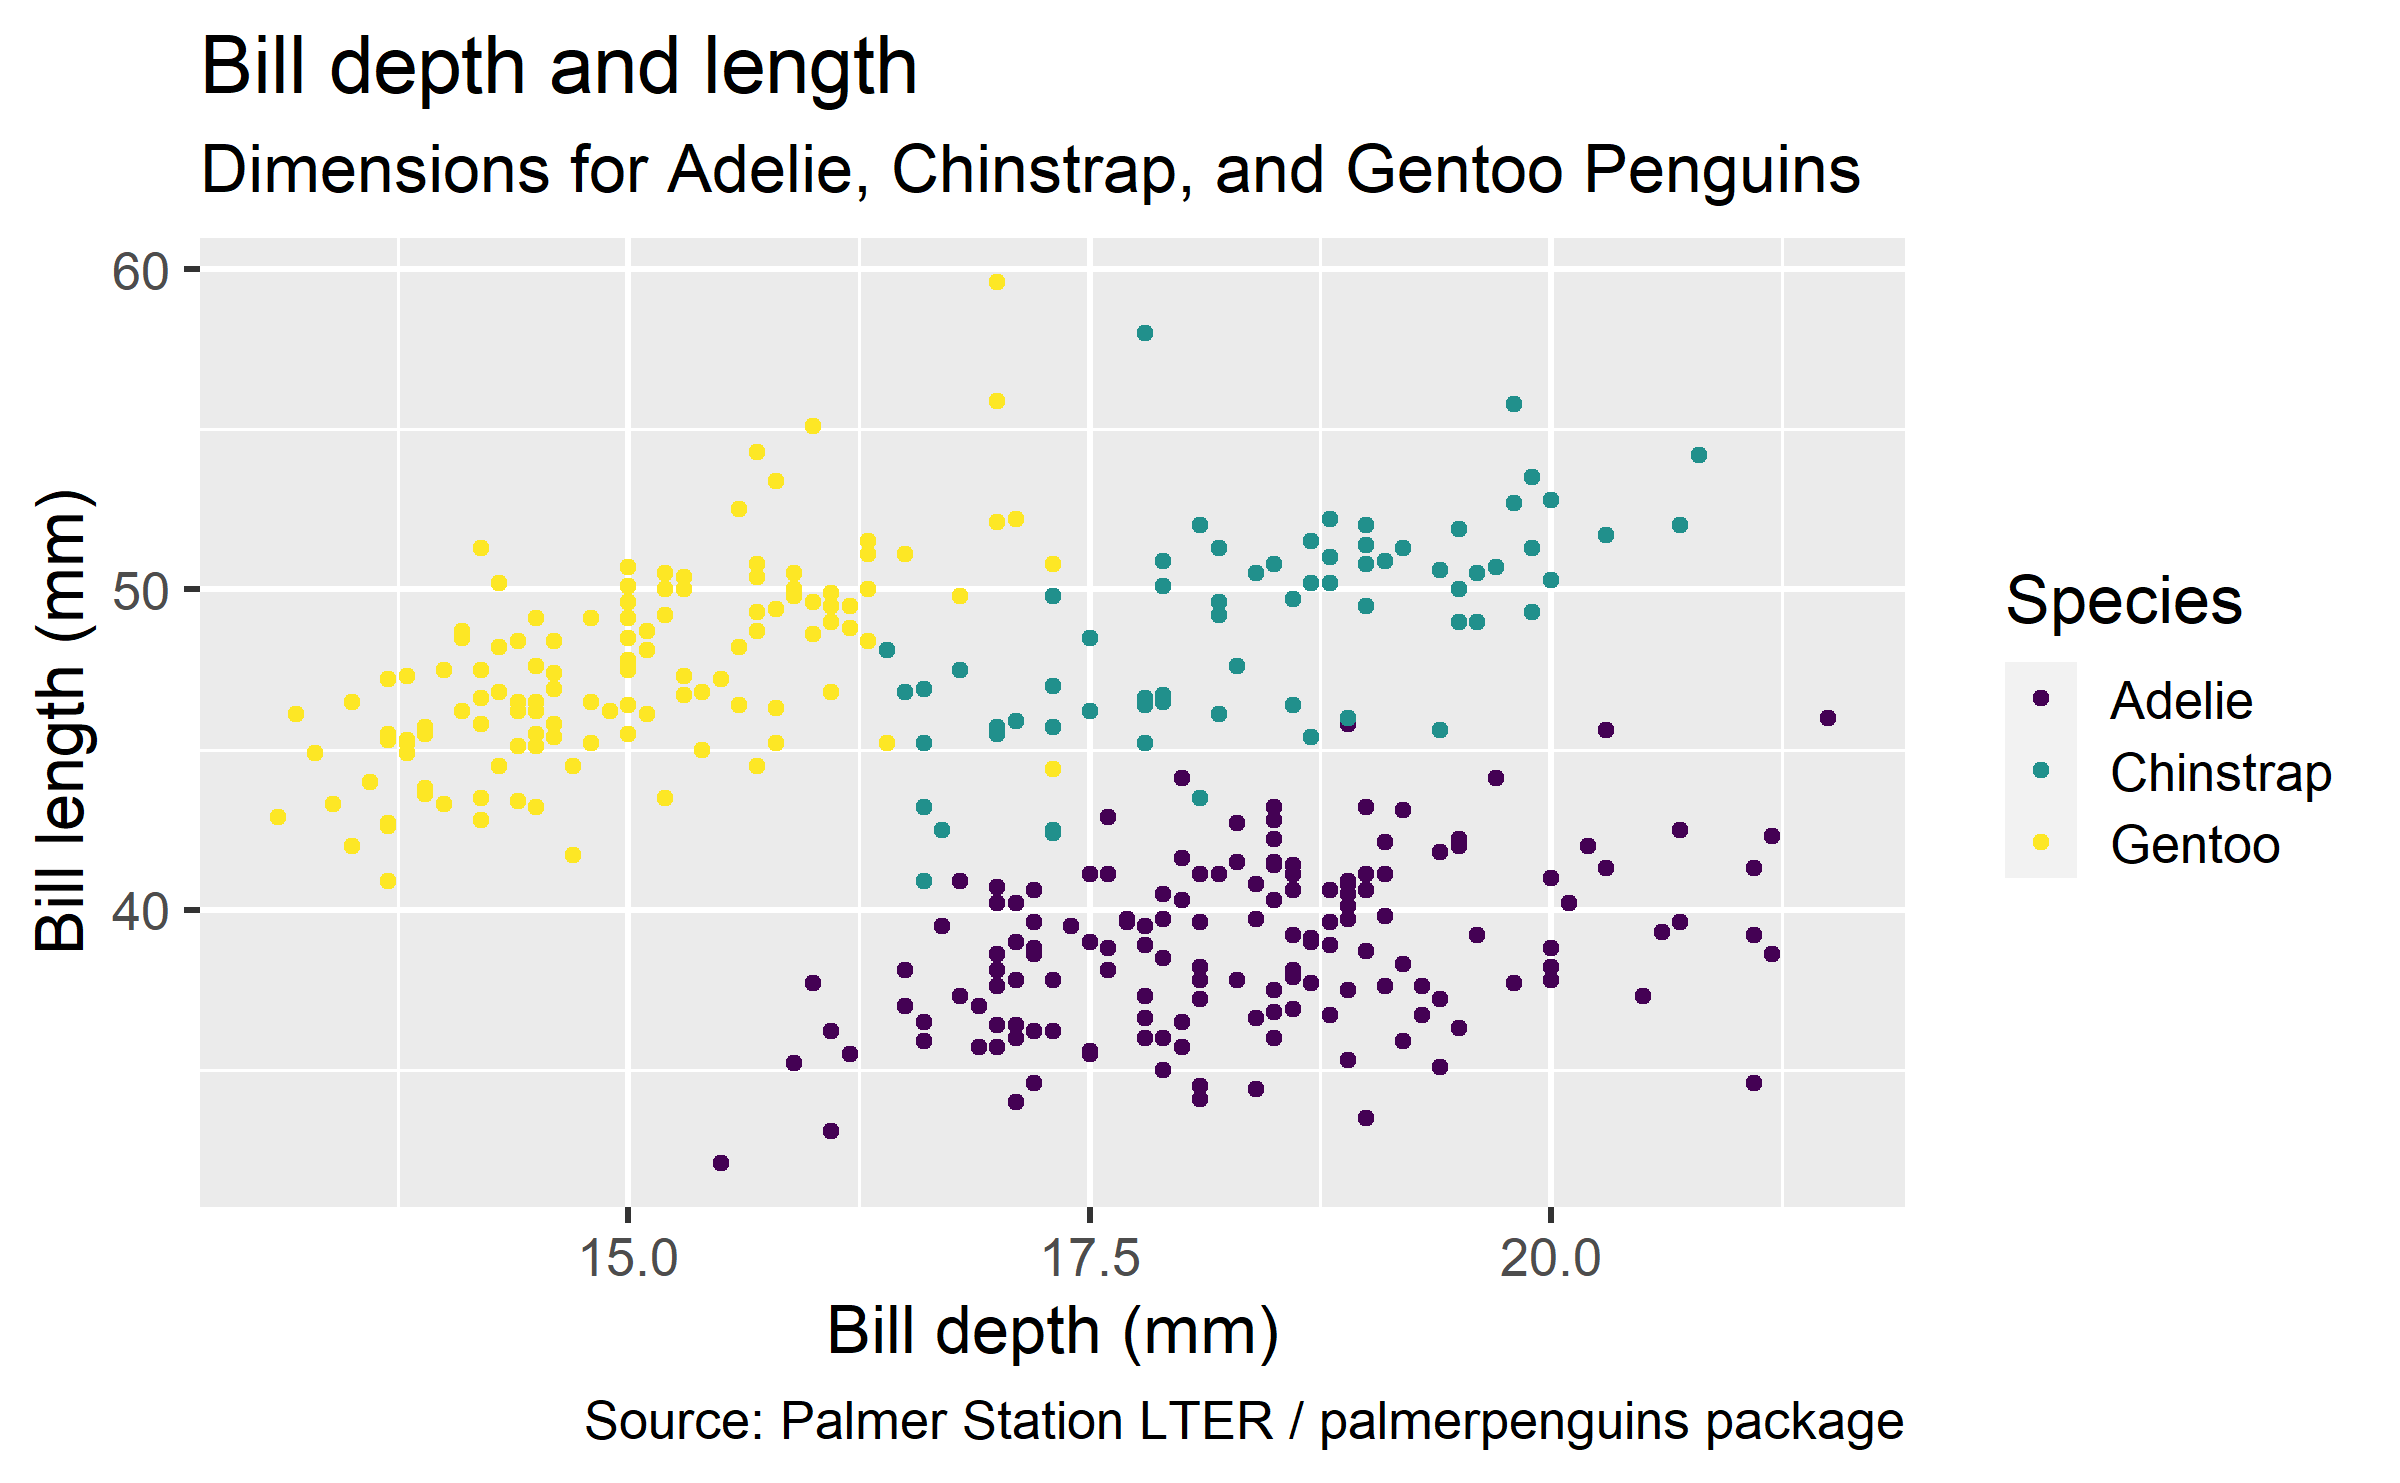 Bill depth and length
Dimensions for Adelie, Chinstrap, and Gentoo Penguins
60
50
40
Bill length (mm)
15.0 17.5 20.0
Bill depth (mm)
Species
Adelie
Chinstrap
Gentoo
Source: Palmer Station LTER / palmerpenguins package